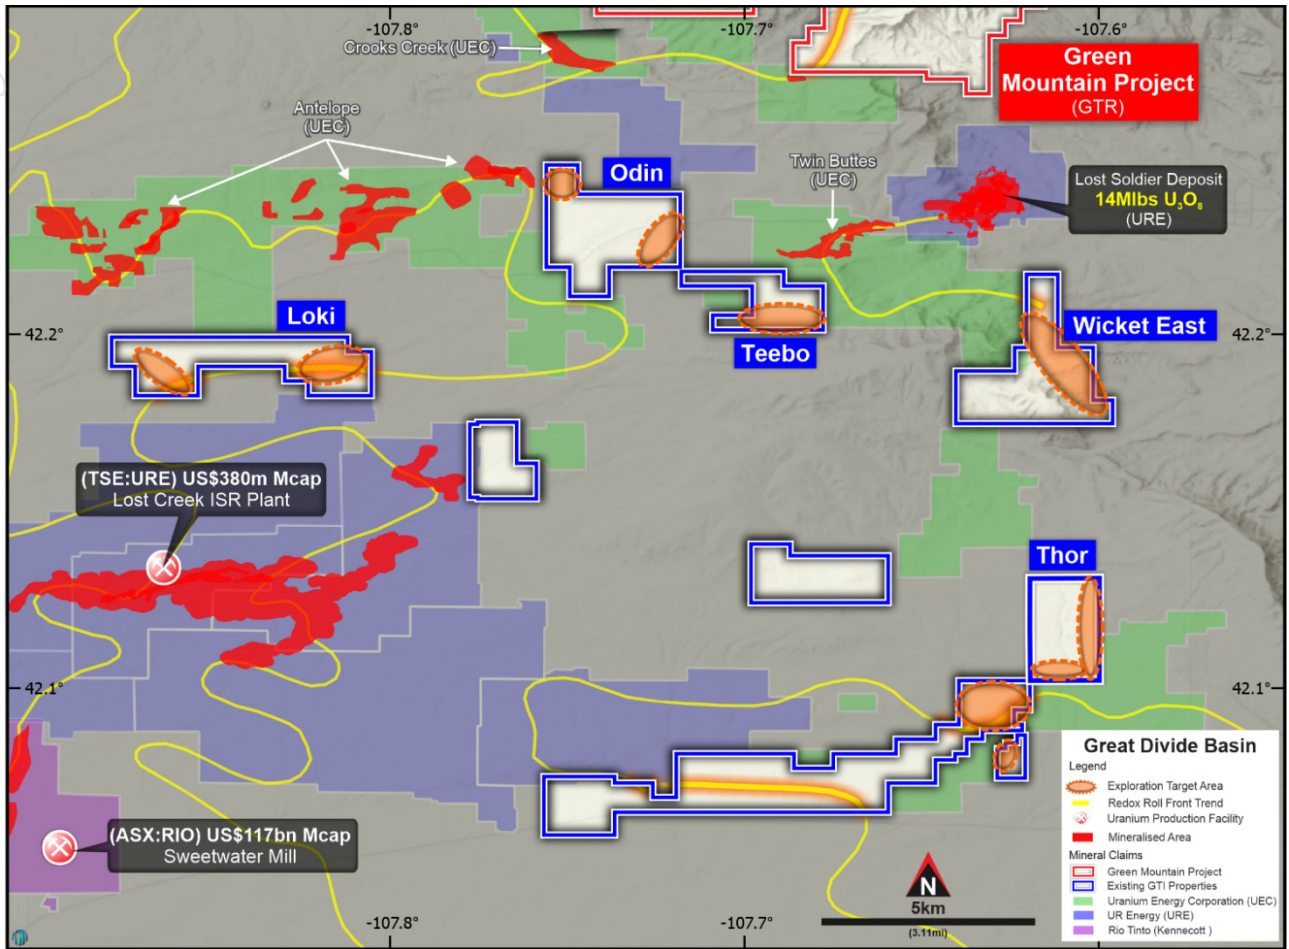 -107.8°
-107.7°
-107.6°
Crooks Creek (UEC)
Green
Mountain Project
(GTR)
Antelope
(UEC)
Odin
Twin Buttes
(UEC)
Lost Soldier Deposit
14Mlbs U₃O₈
(URE)
Loki
42.2°
Teebo
Wicket East
42.2°
(TSE:URE) US$380m Mcap
Lost Creek ISR Plant
Thor
42.1°
42.1°
(ASX:RIO) US$117bn Mcap
Sweetwater Mill
N
5km
(3.11mi)
-107.8°
-107.7°
Great Divide Basin
Legend
Exploration Target Area
Redox Roll Front Trend
Uranium Production Facility
Mineralised Area
Mineral Claims
Green Mountain Project
Existing GTI Properties
Uranium Energy Corporation (UEC)
UR Energy (URE)
Rio Tinto (Kennecott )